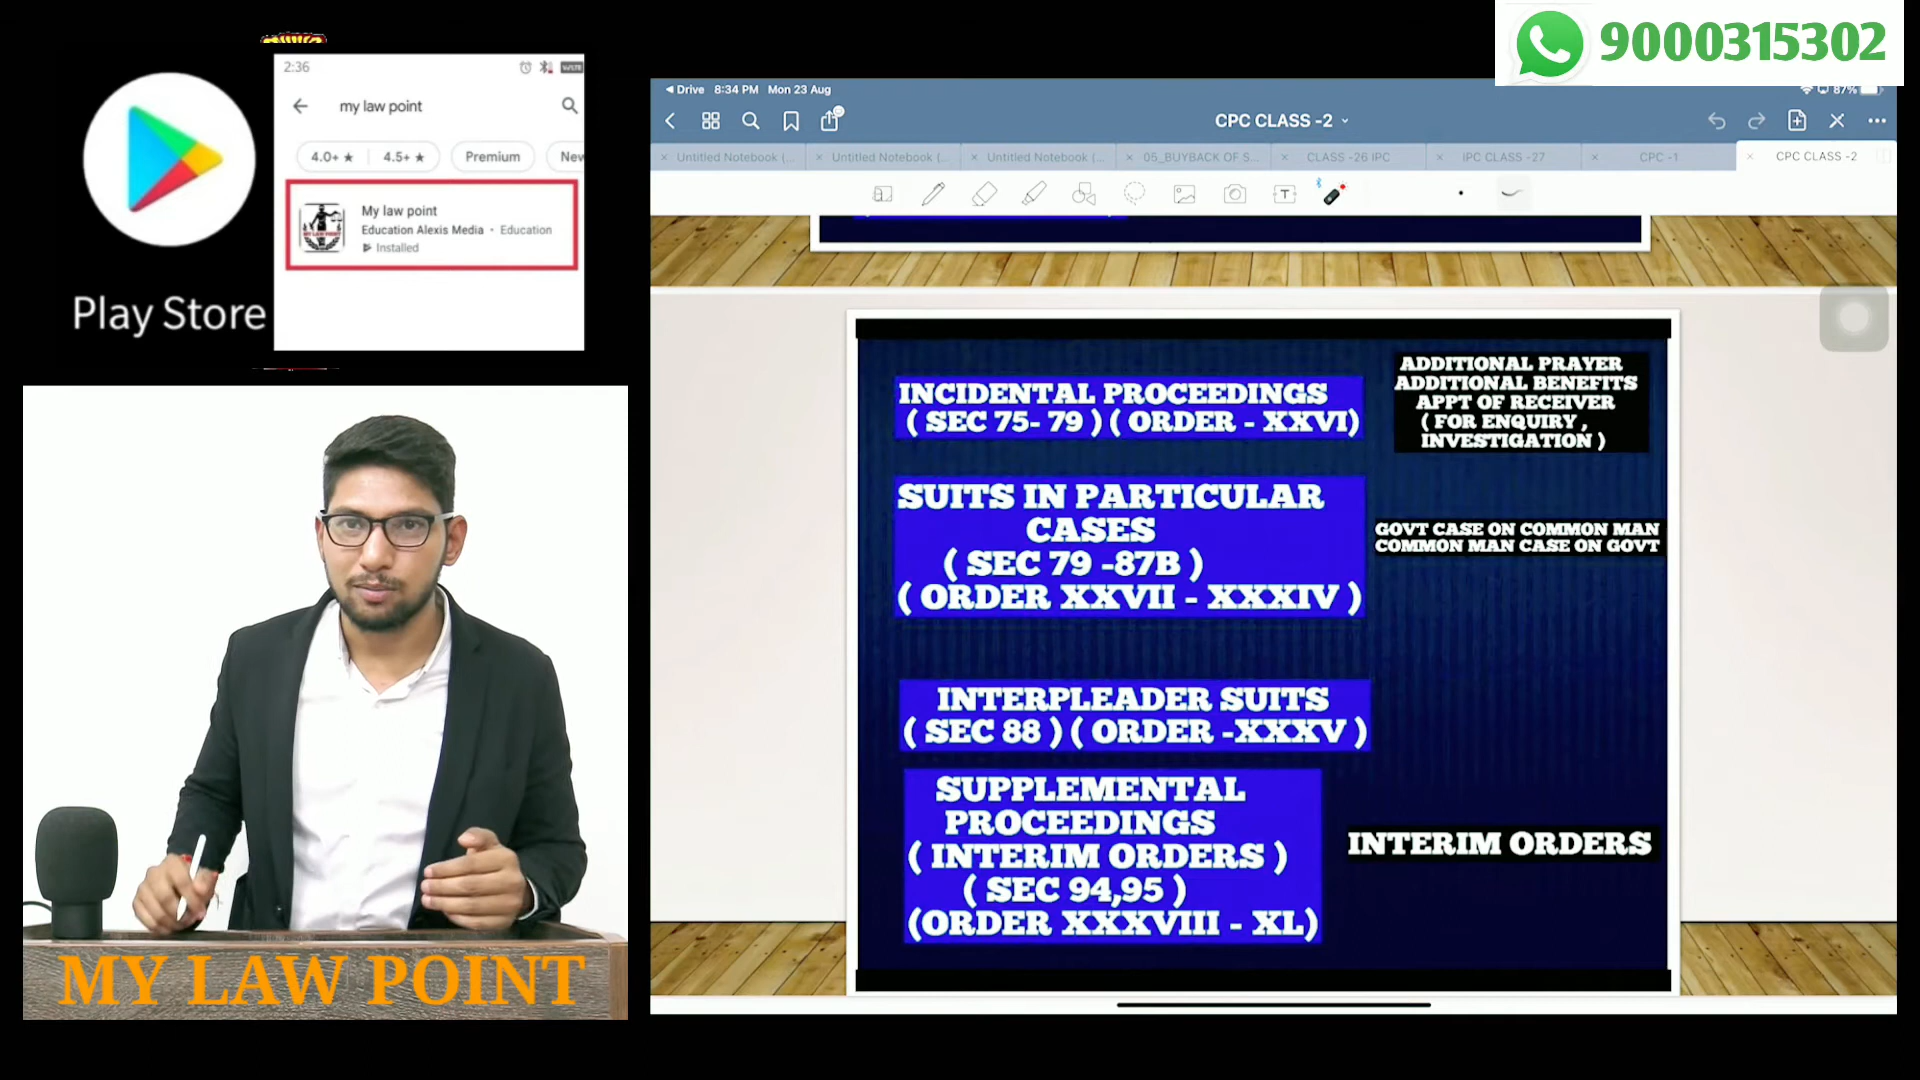 9000315302
2:36
my law point
4.0+ ★ 4.5+ ★ Premium New
My law point
Education Alexis Media • Education
Installed
Play Store
MY LAW POINT
Drive 8:34 PM Mon 23 Aug
87%
CPC CLASS -2
Untitled Notebook (... Untitled Notebook (... Untitled Notebook (... 05_BUYBACK OF S... CLASS -26 IPC IPC CLASS -27 CPC -1 CPC CLASS -2
INCIDENTAL PROCEEDINGS
( SEC 75- 79 ) ( ORDER - XXVI)
ADDITIONAL PRAYER
ADDITIONAL BENEFITS
APPT OF RECEIVER
( FOR ENQUIRY ,
INVESTIGATION )
SUITS IN PARTICULAR
CASES
( SEC 79 -87B )
( ORDER XXVII - XXXIV )
GOVT CASE ON COMMON MAN
COMMON MAN CASE ON GOVT
INTERPLEADER SUITS
( SEC 88 ) ( ORDER -XXXV )
SUPPLEMENTAL
PROCEEDINGS
( INTERIM ORDERS )
( SEC 94,95 )
(ORDER XXXVIII - XL)
INTERIM ORDERS